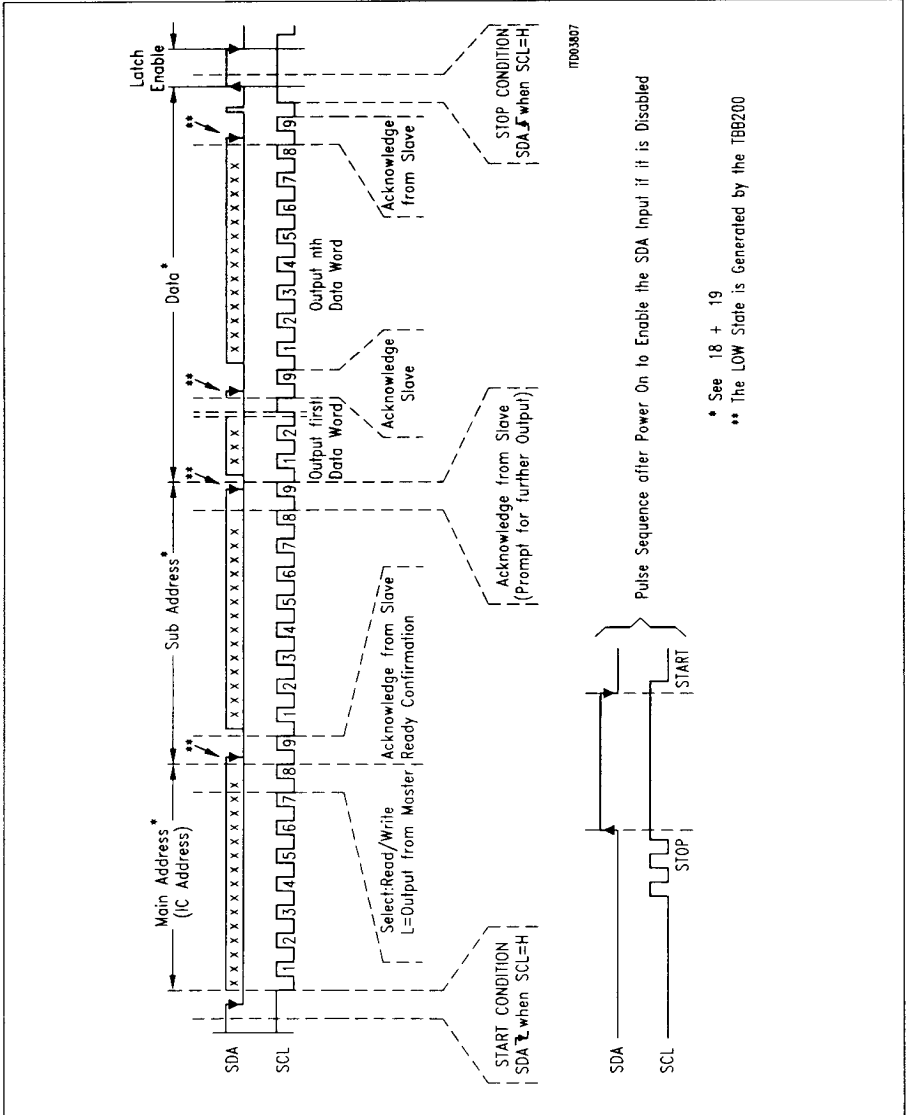 Main Address*
(IC Address)
Sub Address*
Data*
Latch
Enable
**
**
**
**
SDA
x x x x x x x x x x x x x x x x
x x x x x x x x x x x x x x x x
x x x x
x x x x x x x x x x x x x x x x
SCL
1 2 3 4 5 6 7 8 9
1 2 3 4 5 6 7 8 9
1 2 9
1 2 3 4 5 6 7 8 9
Select:Read/Write
L=Output from Master
Acknowledge from Slave
Ready Confirmation
Output first
Data Word
Output nth
Data Word
Acknowledge
Slave
Acknowledge
from Slave
START CONDITION
SDA when SCL=H
Acknowledge from Slave
(Prompt for further Output)
STOP CONDITION
SDA when SCL=H
ITD03807
SDA
SCL
STOP
START
Pulse Sequence after Power On to Enable the SDA Input if it is Disabled
* See 18 + 19
** The LOW State is Generated by the TBB200